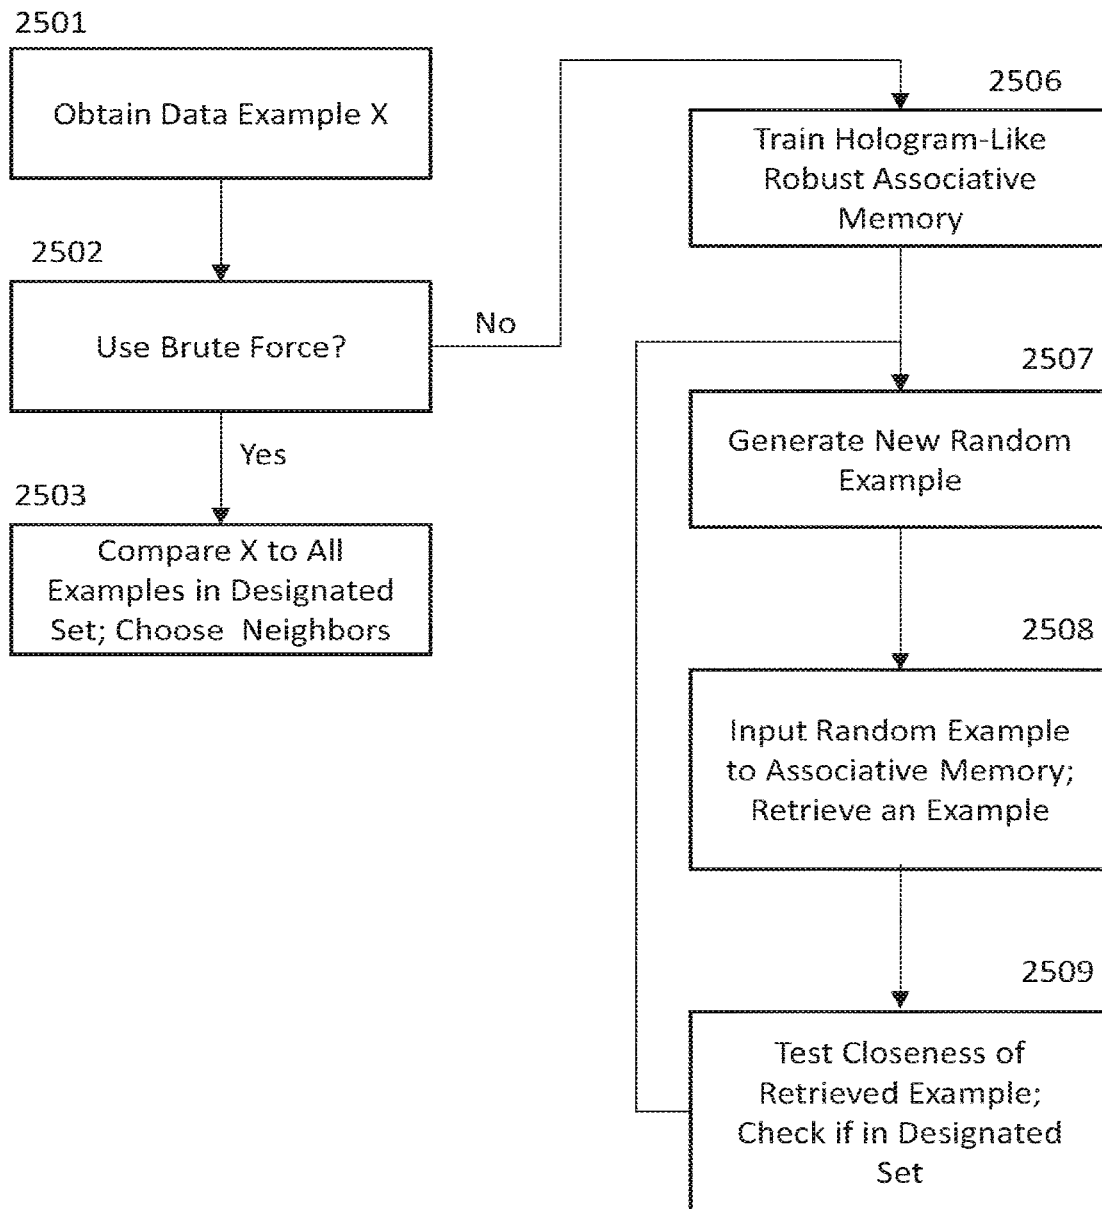 2501
Obtain Data Example X
2502
Use Brute Force?
No
Yes
2503
Compare X to All
Examples in Designated
Set; Choose Neighbors
2506
Train Hologram-Like
Robust Associative
Memory
2507
Generate New Random
Example
2508
Input Random Example
to Associative Memory;
Retrieve an Example
2509
Test Closeness of
Retrieved Example;
Check if in Designated
Set